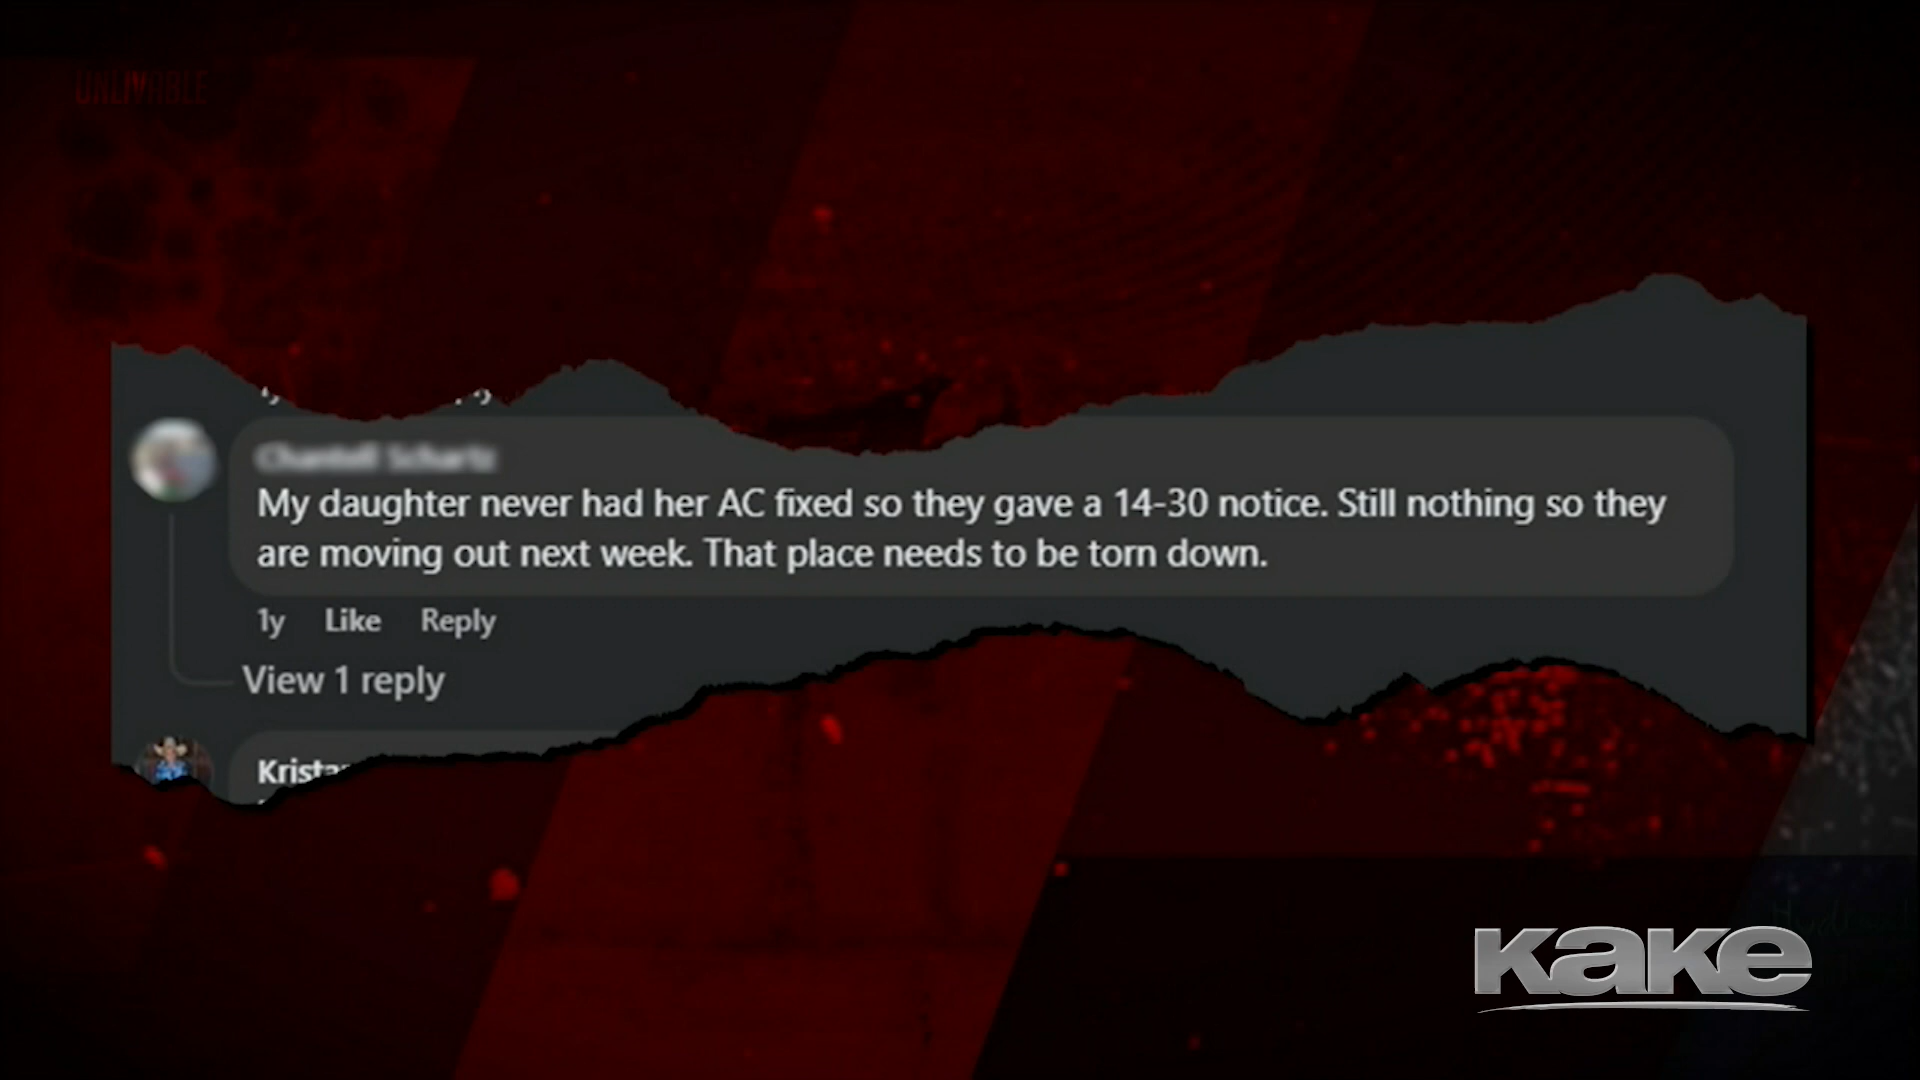 UNLIVABLE
My daughter never had her AC fixed so they gave a 14-30 notice. Still nothing so they
are moving out next week. That place needs to be torn down.
1y Like Reply
View 1 reply
KAKE